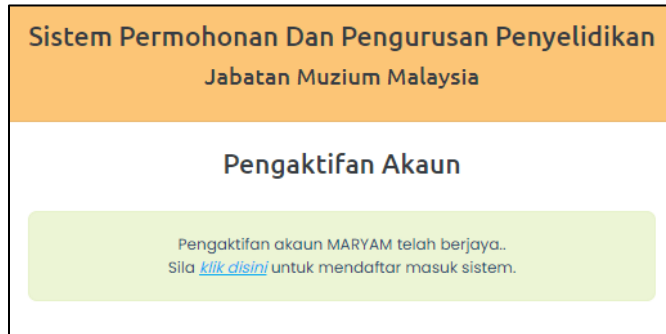 Sistem Permohonan Dan Pengurusan Penyelidikan
Jabatan Muzium Malaysia
Pengaktifan Akaun
Pengaktifan akaun MARYAM telah berjaya..
Sila klik disini untuk mendaftar masuk sistem.